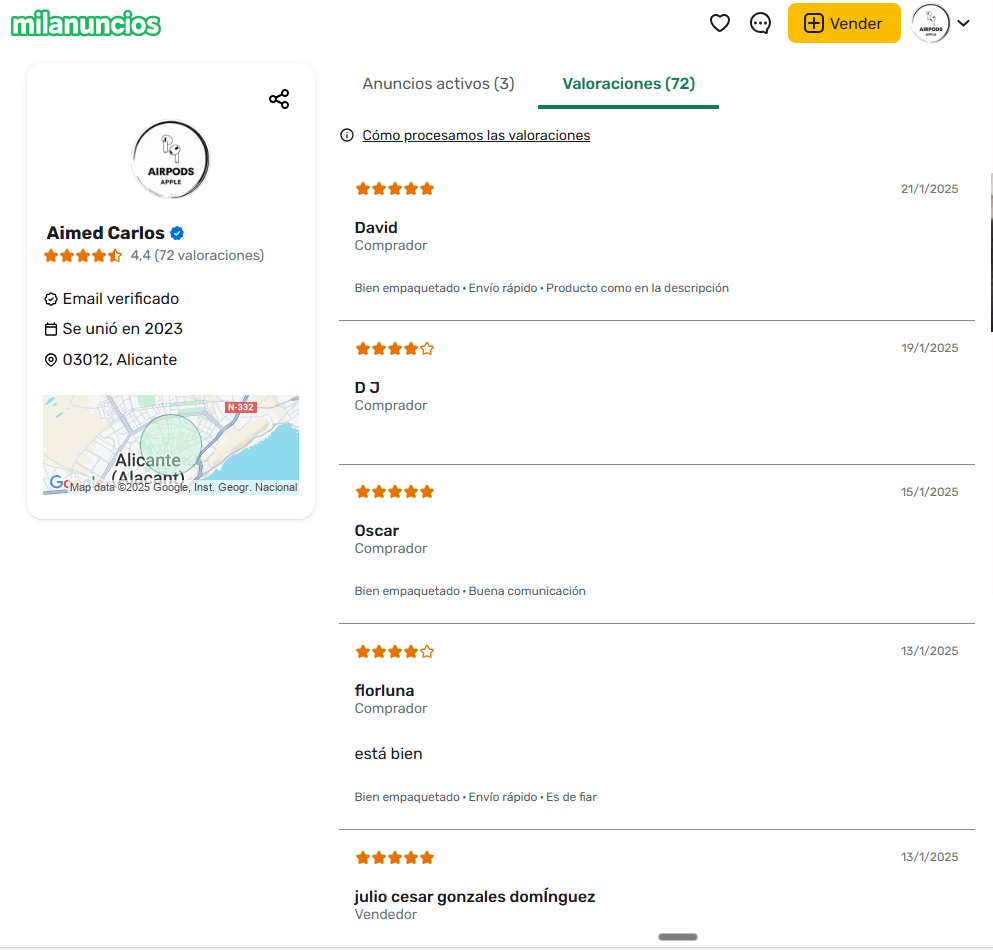 milanuncios
Vender
AIRPODS
APPLE
Anuncios activos (3)
Valoraciones (72)
Cómo procesamos las valoraciones
AIRPODS
APPLE
Aimed Carlos
4,4 (72 valoraciones)
Email verificado
Se unió en 2023
03012, Alicante
N-332
Alicante
(Alacant)
Google
Map data ©2025 Google, Inst. Geogr. Nacional
21/1/2025
David
Comprador
Bien empaquetado • Envío rápido • Producto como en la descripción
19/1/2025
D J
Comprador
15/1/2025
Oscar
Comprador
Bien empaquetado • Buena comunicación
13/1/2025
florluna
Comprador
está bien
Bien empaquetado • Envío rápido • Es de fiar
13/1/2025
julio cesar gonzales domÍnguez
Vendedor